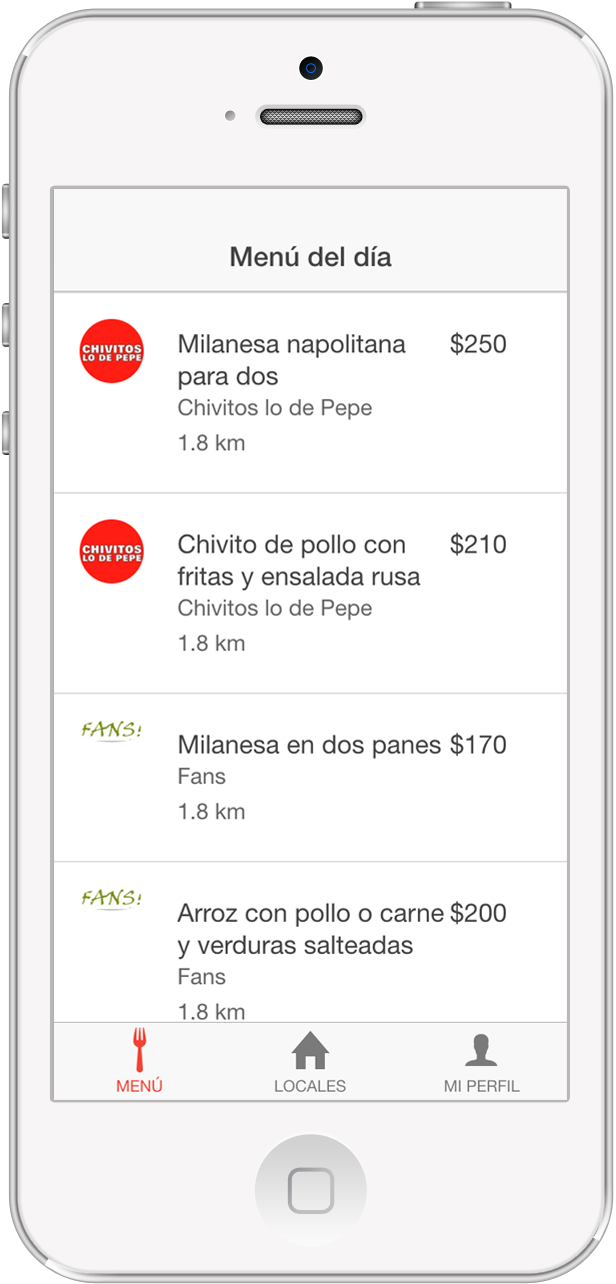 Menú del día
CHIVITOS
LO DE PEPE
Milanesa napolitana $250
para dos
Chivitos lo de Pepe
1.8 km
CHIVITOS
LO DE PEPE
Chivito de pollo con $210
fritas y ensalada rusa
Chivitos lo de Pepe
1.8 km
FANS!
Milanesa en dos panes $170
Fans
1.8 km
FANS!
Arroz con pollo o carne $200
y verduras salteadas
Fans
1.8 km
MENÚ LOCALES MI PERFIL